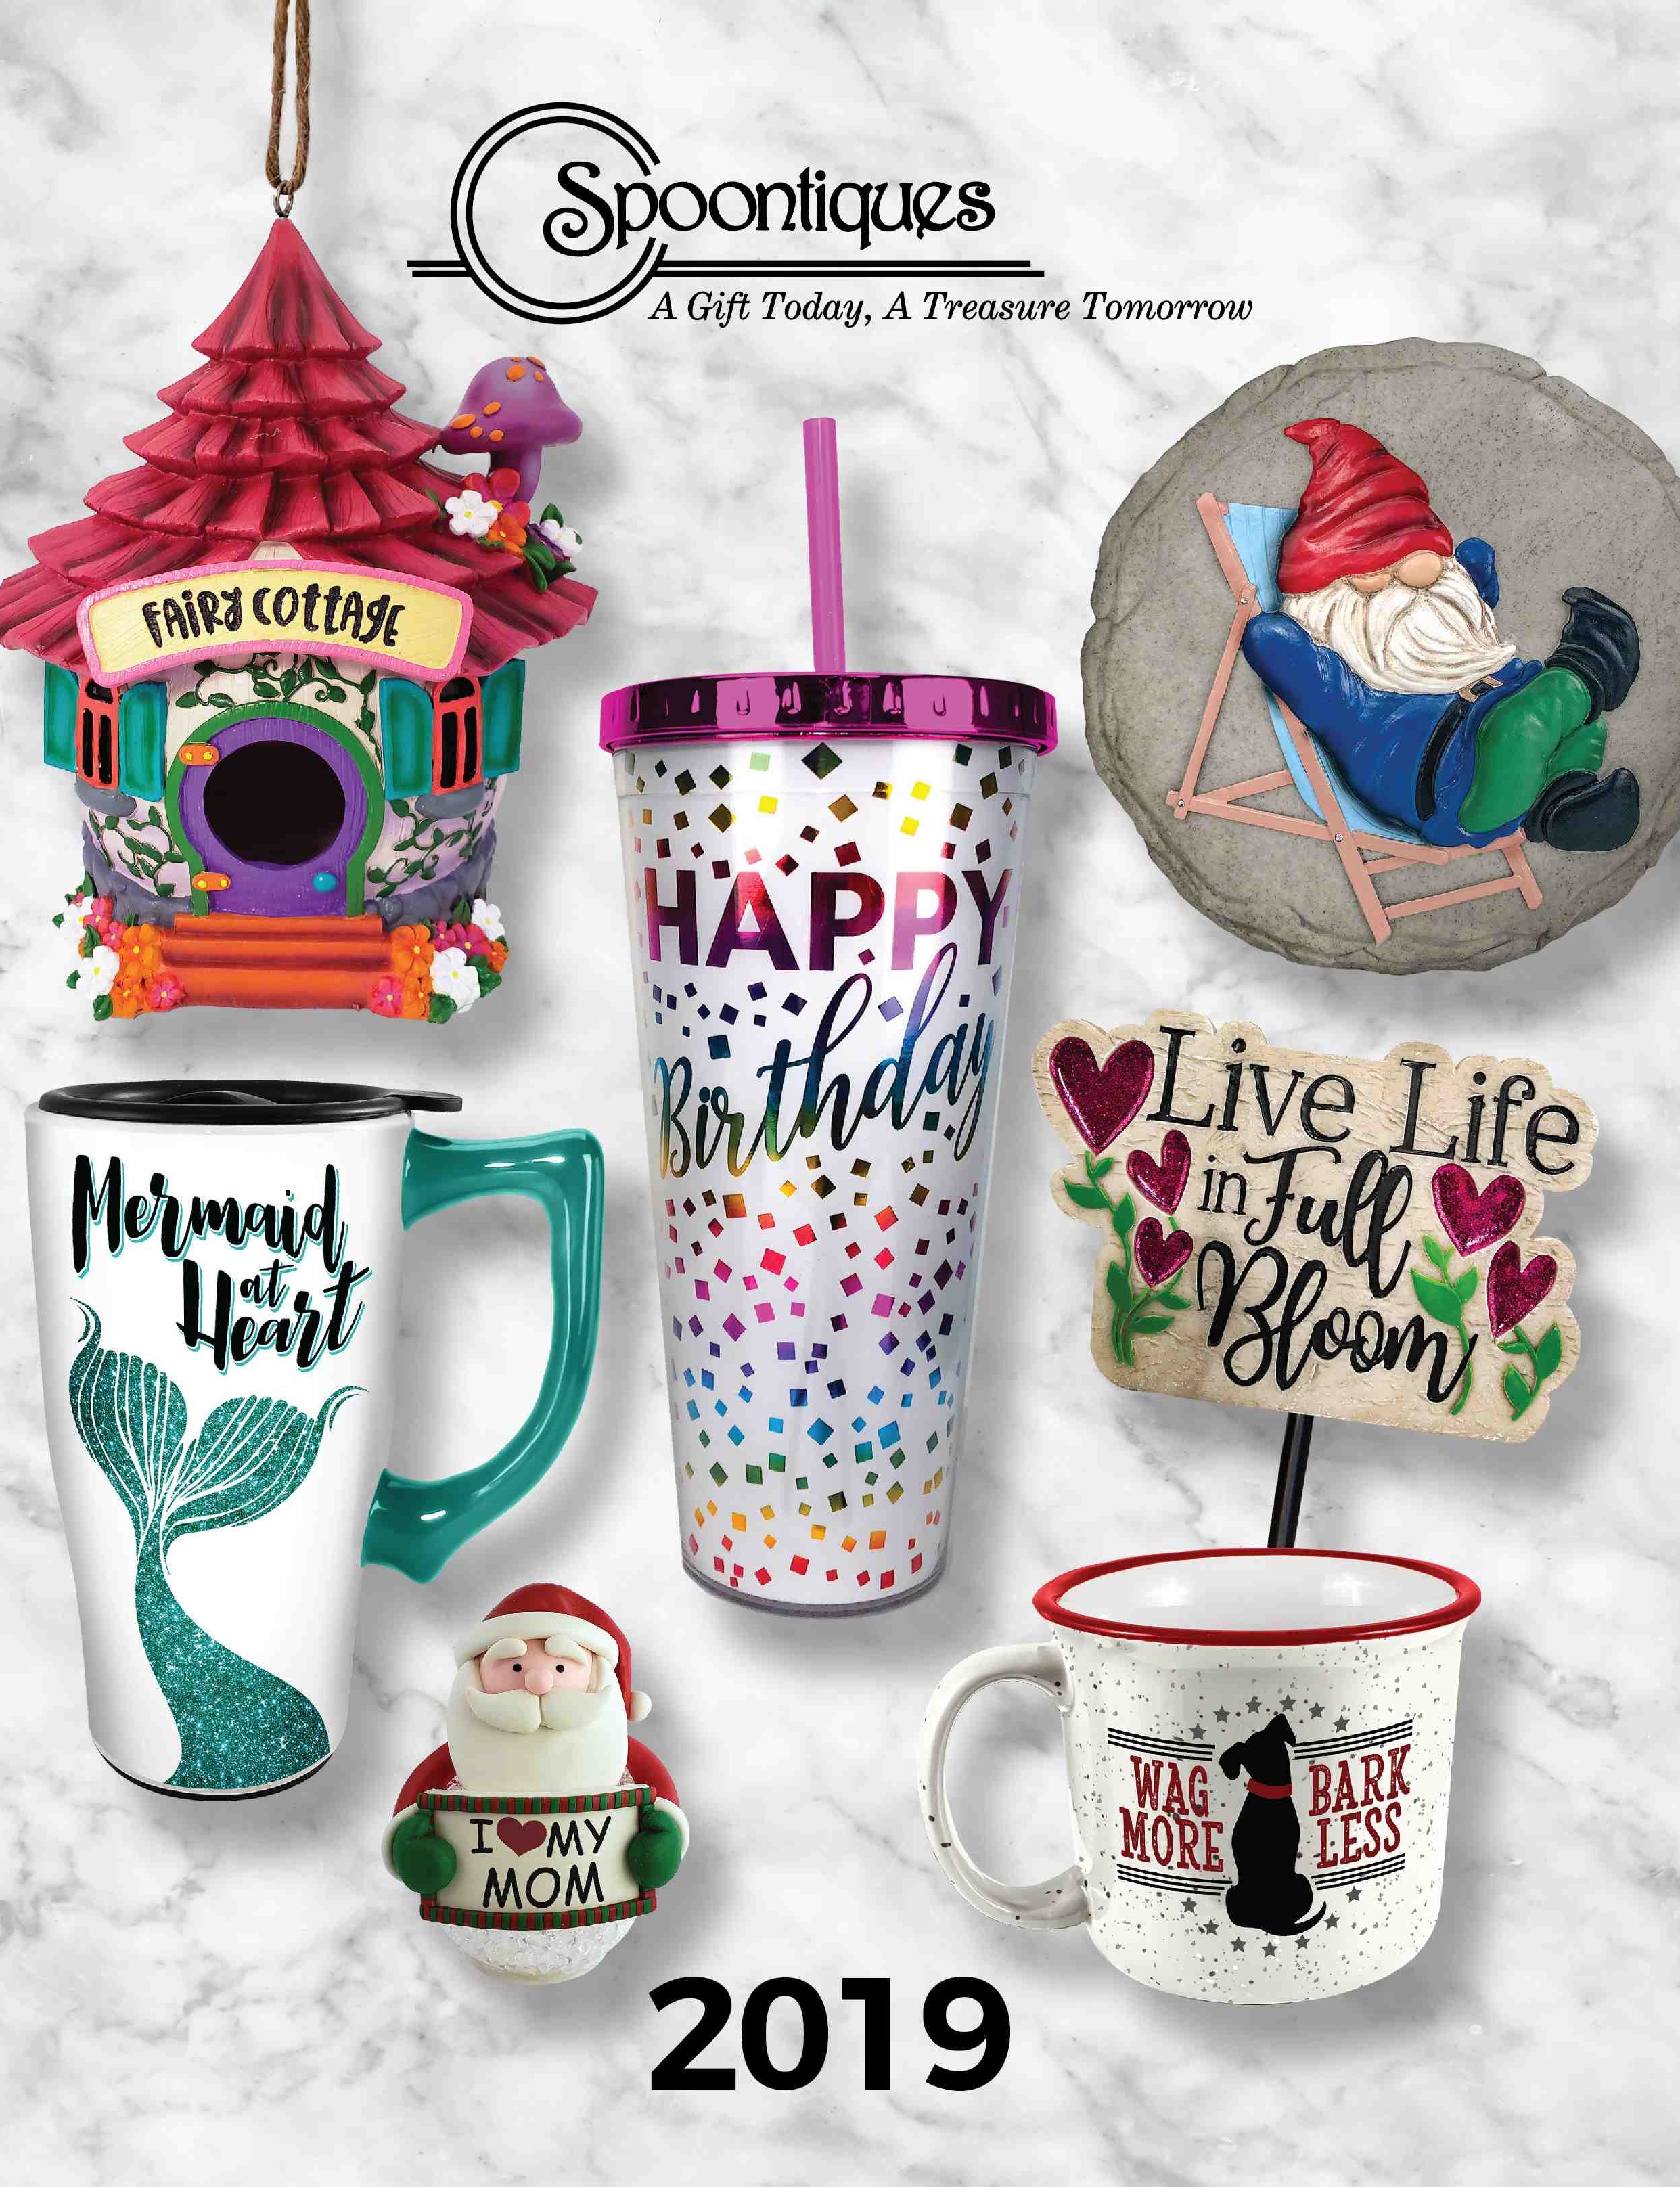 Spoontiques
A Gift Today, A Treasure Tomorrow
FAIRY COTTAGE
HAPPY
Birthday
Live Life
in Full
Bloom
Mermaid
at
Heart
I ❤ MY
MOM
WAG
MORE
BARK
LESS
2019